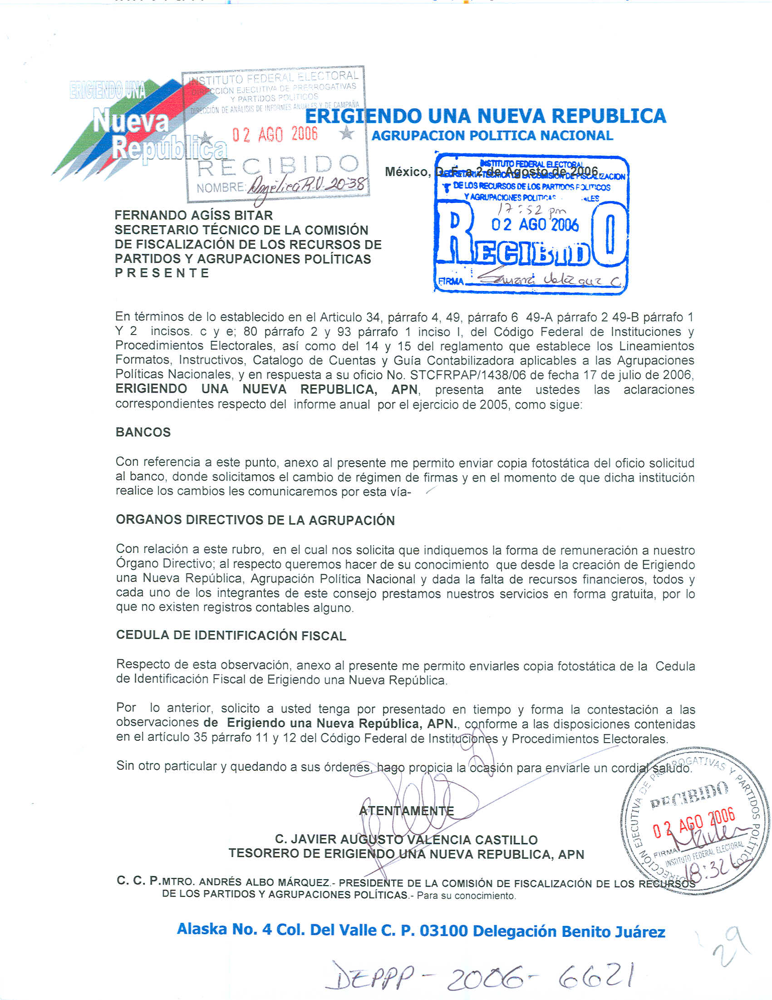 ERIGIENDO UNA
Nueva
República
INSTITUTO FEDERAL ELECTORAL
DIRECCIÓN EJECUTIVA DE PRERROGATIVAS
Y PARTIDOS POLITICOS
DIRECCIÓN DE ANÁLISIS DE INFORMES ANUALES Y DE CAMPAÑA
02 AGO 2006
RECIBIDO
NOMBRE: Angélica R.V. 20-38
ERIGIENDO UNA NUEVA REPUBLICA
AGRUPACION POLITICA NACIONAL
México, D. F. a 2 de Agosto de 2006
INSTITUTO FEDERAL ELECTORAL
SECRETARIA TECNICA DE LA COMISION DE FISCALIZACION
DE LOS RECURSOS DE LOS PARTIDOS POLITICOS
Y AGRUPACIONES POLITICAS
17:52 pm
02 AGO 2006
RECIBIDO
FIRMA
FERNANDO AGÍSS BITAR
SECRETARIO TÉCNICO DE LA COMISIÓN
DE FISCALIZACIÓN DE LOS RECURSOS DE
PARTIDOS Y AGRUPACIONES POLÍTICAS
P R E S E N T E
En términos de lo establecido en el Articulo 34, párrafo 4, 49, párrafo 6 49-A párrafo 2 49-B párrafo 1
Y 2 incisos. c y e; 80 párrafo 2 y 93 párrafo 1 inciso l, del Código Federal de Instituciones y
Procedimientos Electorales, así como del 14 y 15 del reglamento que establece los Lineamientos
Formatos, Instructivos, Catalogo de Cuentas y Guía Contabilizadora aplicables a las Agrupaciones
Políticas Nacionales, y en respuesta a su oficio No. STCFRPAP/1438/06 de fecha 17 de julio de 2006,
ERIGIENDO UNA NUEVA REPUBLICA, APN, presenta ante ustedes las aclaraciones
correspondientes respecto del informe anual por el ejercicio de 2005, como sigue:
BANCOS
Con referencia a este punto, anexo al presente me permito enviar copia fotostática del oficio solicitud
al banco, donde solicitamos el cambio de régimen de firmas y en el momento de que dicha institución
realice los cambios les comunicaremos por esta vía-
ORGANOS DIRECTIVOS DE LA AGRUPACIÓN
Con relación a este rubro, en el cual nos solicita que indiquemos la forma de remuneración a nuestro
Órgano Directivo; al respecto queremos hacer de su conocimiento que desde la creación de Erigiendo
una Nueva República, Agrupación Política Nacional y dada la falta de recursos financieros, todos y
cada uno de los integrantes de este consejo prestamos nuestros servicios en forma gratuita, por lo
que no existen registros contables alguno.
CEDULA DE IDENTIFICACIÓN FISCAL
Respecto de esta observación, anexo al presente me permito enviarles copia fotostática de la Cedula
de Identificación Fiscal de Erigiendo una Nueva República.
Por lo anterior, solicito a usted tenga por presentado en tiempo y forma la contestación a las
observaciones de Erigiendo una Nueva República, APN., conforme a las disposiciones contenidas
en el artículo 35 párrafo 11 y 12 del Código Federal de Instituciones y Procedimientos Electorales.
Sin otro particular y quedando a sus órdenes, hago propicia la ocasión para enviarle un cordial saludo.
ATENTAMENTE
C. JAVIER AUGUSTO VALENCIA CASTILLO
TESORERO DE ERIGIENDO UNA NUEVA REPUBLICA, APN
DIRECCIÓN EJECUTIVA DE PRERROGATIVAS Y PARTIDOS POLÍTICOS
RECIBIDO
02 AGO 2006
FIRMA
INSTITUTO FEDERAL ELECTORAL
18:32
C. C. P. MTRO. ANDRÉS ALBO MÁRQUEZ.- PRESIDENTE DE LA COMISIÓN DE FISCALIZACIÓN DE LOS RECURSOS
DE LOS PARTIDOS Y AGRUPACIONES POLÍTICAS.- Para su conocimiento.
Alaska No. 4 Col. Del Valle C. P. 03100 Delegación Benito Juárez
29
DEPPP - 2006 - 6621